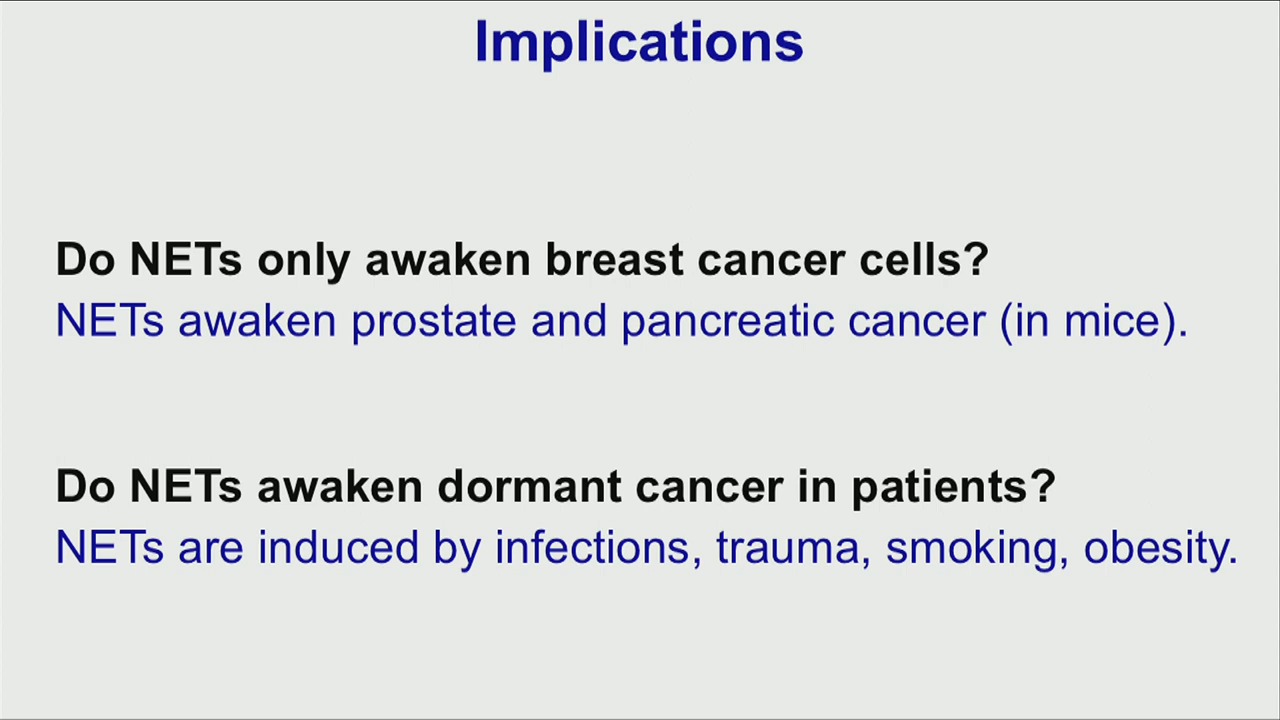 Implications
Do NETs only awaken breast cancer cells?
NETs awaken prostate and pancreatic cancer (in mice).
Do NETs awaken dormant cancer in patients?
NETs are induced by infections, trauma, smoking, obesity.